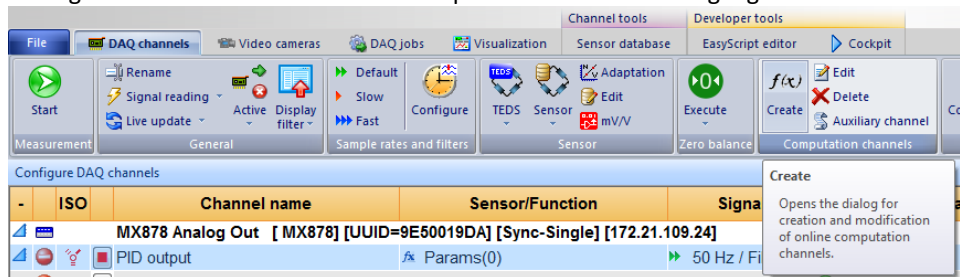 Channel tools Developer tools
File DAQ channels Video cameras DAQ jobs Visualization Sensor database EasyScript editor Cockpit
Rename Default Adaptation Edit
Signal reading Slow Edit Delete
Start Live update Active Display filter Fast Configure TEDS Sensor mV/V Execute Create Auxiliary channel
Measurement General Sample rates and filters Sensor Zero balance Computation channels
Configure DAQ channels
Create
- ISO Channel name Sensor/Function Signa
Opens the dialog for
creation and modification
of online computation
channels.
MX878 Analog Out [ MX878] [UUID=9E50019DA] [Sync-Single] [172.21.109.24]
PID output Params(0) 50 Hz / Fi